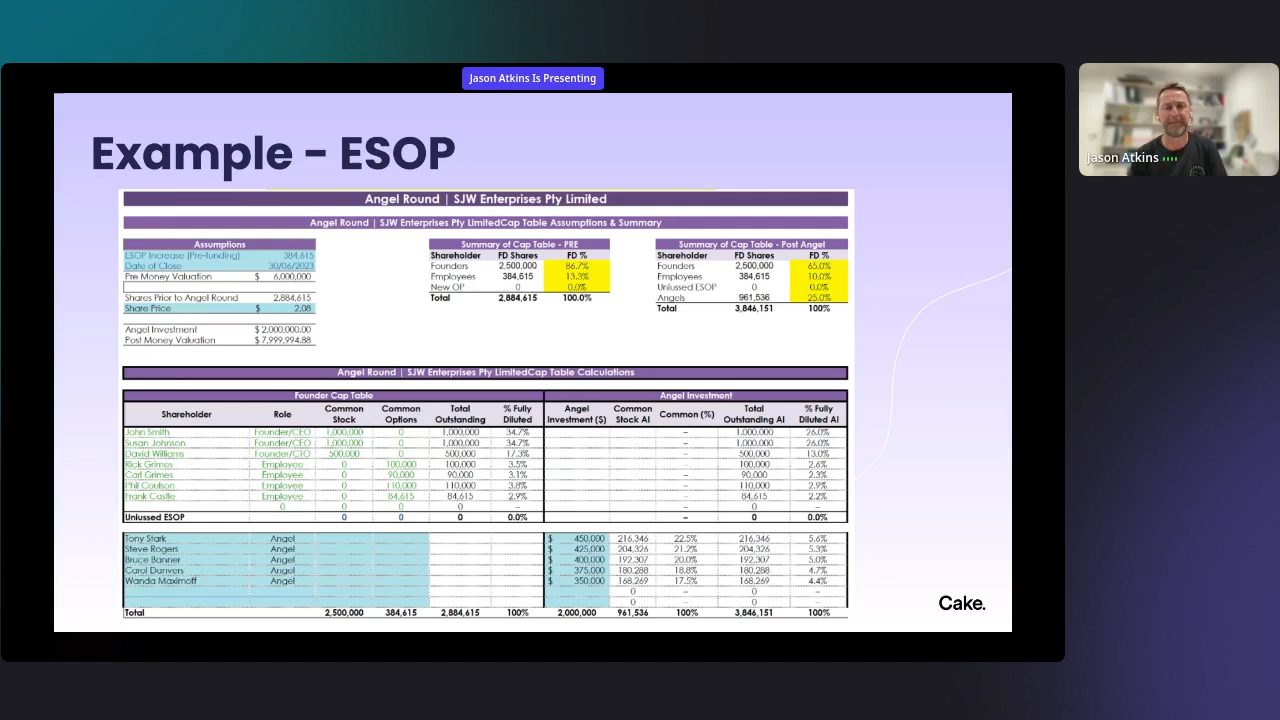 Jason Atkins Is Presenting
Jason Atkins
Example - ESOP
Angel Round | SJW Enterprises Pty Limited
Angel Round | SJW Enterprises Pty LimitedCap Table Assumptions & Summary
Assumptions
ESOP Increase (Pre-funding) 384,615
Date of Close 30/06/2023
Pre Money Valuation $ 6,000,000
Shares Prior to Angel Round 2,884,615
Share Price $ 2.08
Angel Investment $ 2,000,000.00
Post Money Valuation $ 7,999,994.88
Summary of Cap Table - PRE
Shareholder FD Shares FD %
Founders 2,500,000 86.7%
Employees 384,615 13.3%
New OP 0 0.0%
Total 2,884,615 100.0%
Summary of Cap Table - Post Angel
Shareholder FD Shares FD %
Founders 2,500,000 65.0%
Employees 384,615 10.0%
Uniussed ESOP 0 0.0%
Angels 961,536 25.0%
Total 3,846,151 100%
Angel Round | SJW Enterprises Pty LimitedCap Table Calculations
Founder Cap Table Angel Investment
Shareholder Role Common Stock Common Options Total Outstanding % Fully Diluted Angel Investment ($) Common Stock AI Common (%) Total Outstanding AI % Fully Diluted AI
John Smith Founder/CEO 1,000,000 0 1,000,000 34.7% – 1,000,000 26.0%
Susan Johnson Founder/CEO 1,000,000 0 1,000,000 34.7% – 1,000,000 26.0%
David Williams Founder/CTO 500,000 0 500,000 17.3% – 500,000 13.0%
Rick Grimes Employee 0 100,000 100,000 3.5% – 100,000 2.6%
Carl Grimes Employee 0 90,000 90,000 3.1% – 90,000 2.3%
Phil Coulson Employee 0 110,000 110,000 3.8% – 110,000 2.9%
Frank Castle Employee 0 84,615 84,615 2.9% – 84,615 2.2%
0 0 0 0 – – 0 –
Uniussed ESOP 0 0 0 0.0% – 0 0.0%
Tony Stark Angel $ 450,000 216,346 22.5% 216,346 5.6%
Steve Rogers Angel $ 425,000 204,326 21.2% 204,326 5.3%
Bruce Banner Angel $ 400,000 192,307 20.0% 192,307 5.0%
Carol Danvers Angel $ 375,000 180,288 18.8% 180,288 4.7%
Wanda Maximoff Angel $ 350,000 168,269 17.5% 168,269 4.4%
0 – 0 –
0 – 0 –
Total 2,500,000 384,615 2,884,615 100% 2,000,000 961,536 100% 3,846,151 100%
Cake.